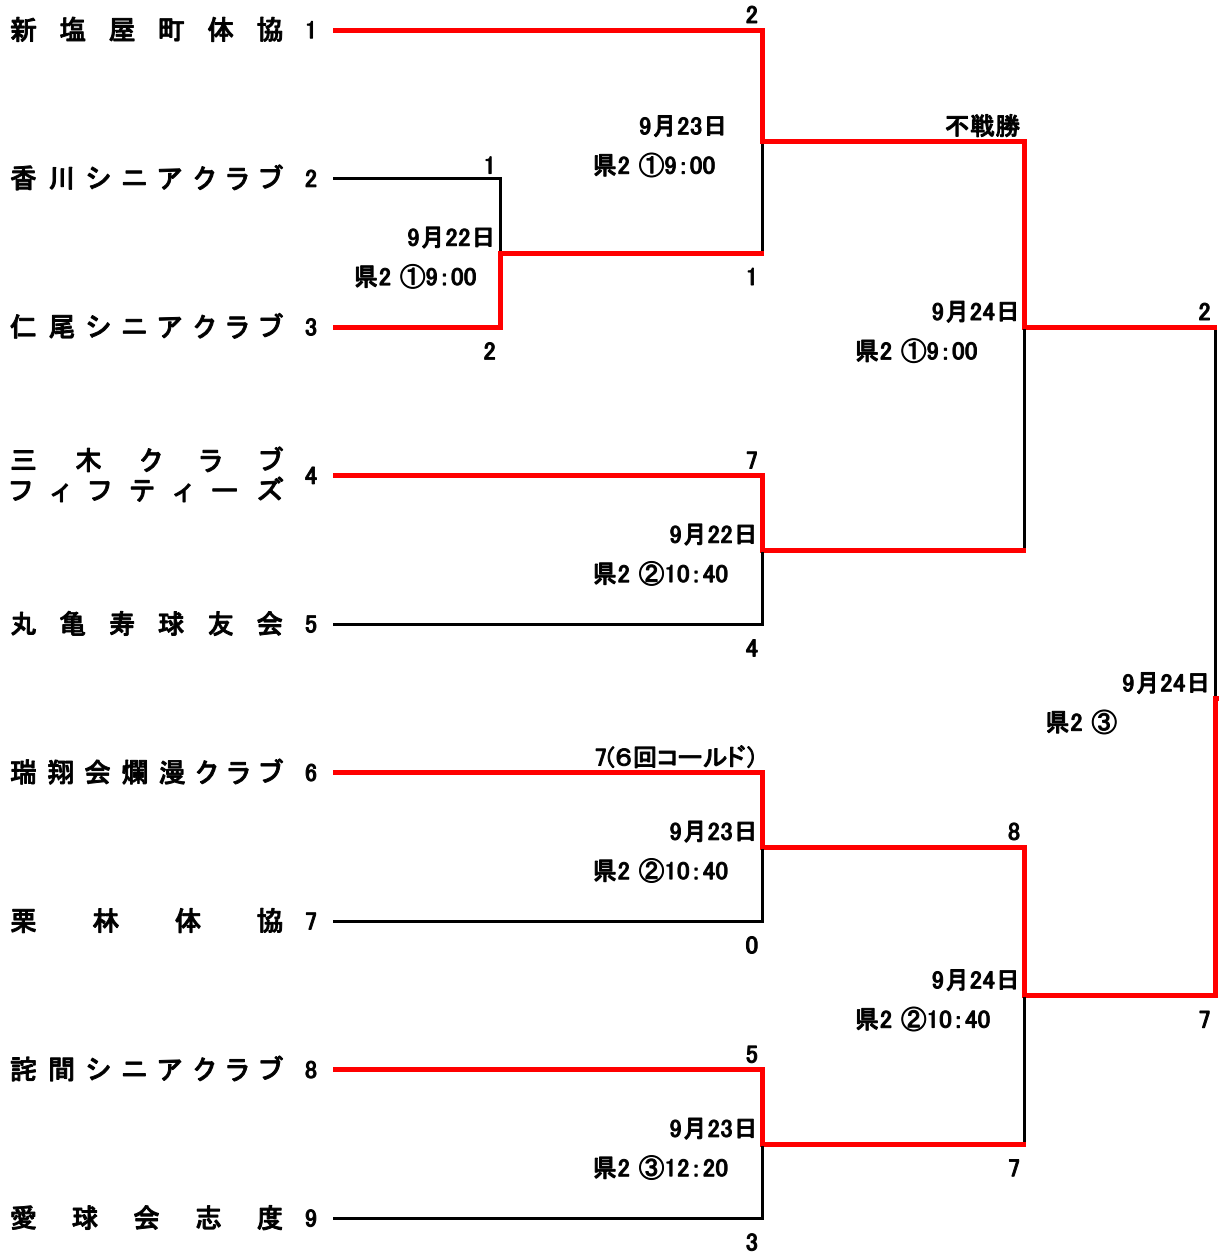 2
新塩屋町体協 1
9月23日
不戦勝
県2 ①9:00
1
香川シニアクラブ 2
9月22日
県2 ①9:00
1
仁尾シニアクラブ 3
2
9月24日
2
県2 ①9:00
三木クラブ
フィフティーズ 4
7
9月22日
県2 ②10:40
丸亀寿球友会 5
4
9月24日
県2 ③
7(6回コールド)
瑞翔会爛漫クラブ 6
9月23日
8
県2 ②10:40
栗林体協 7
0
9月24日
県2 ②10:40
7
5
詫間シニアクラブ 8
9月23日
県2 ③12:20
7
愛球会志度 9
3